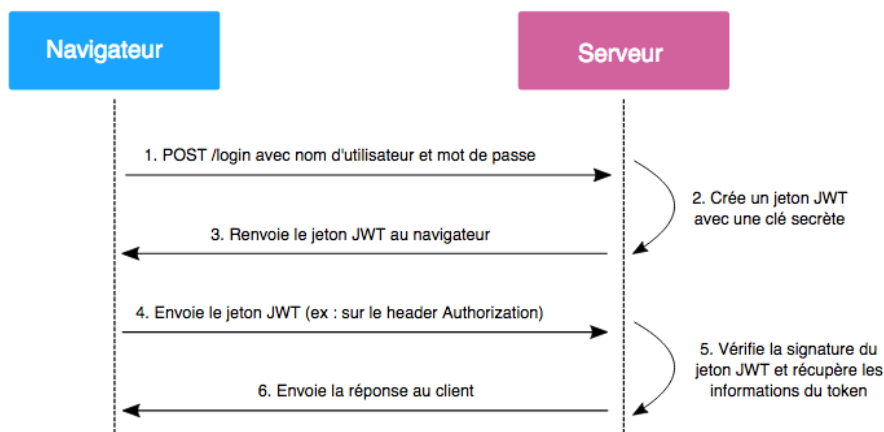 Navigateur
Serveur
1. POST /login avec nom d'utilisateur et mot de passe
2. Crée un jeton JWT
avec une clé secrète
3. Renvoie le jeton JWT au navigateur
4. Envoie le jeton JWT (ex : sur le header Authorization)
5. Vérifie la signature du
jeton JWT et récupère les
informations du token
6. Envoie la réponse au client